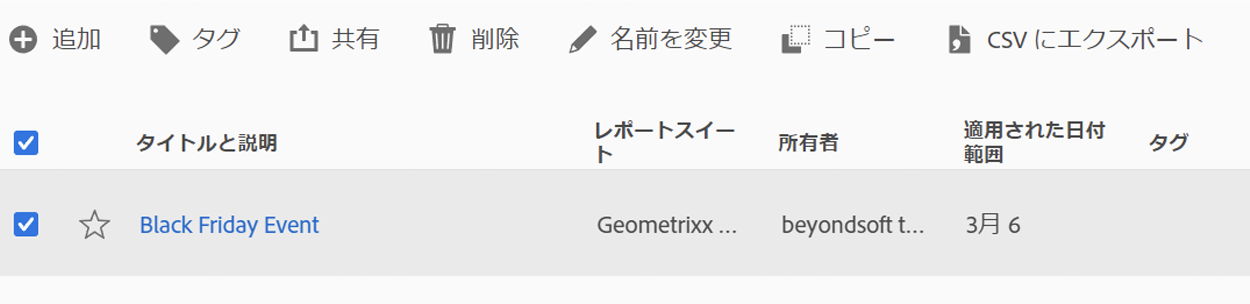 追加 タグ 共有 削除 名前を変更 コピー CSV にエクスポート
タイトルと説明 レポートスイート 所有者 適用された日付範囲 タグ
Black Friday Event Geometrixx ... beyondsoft t... 3月 6